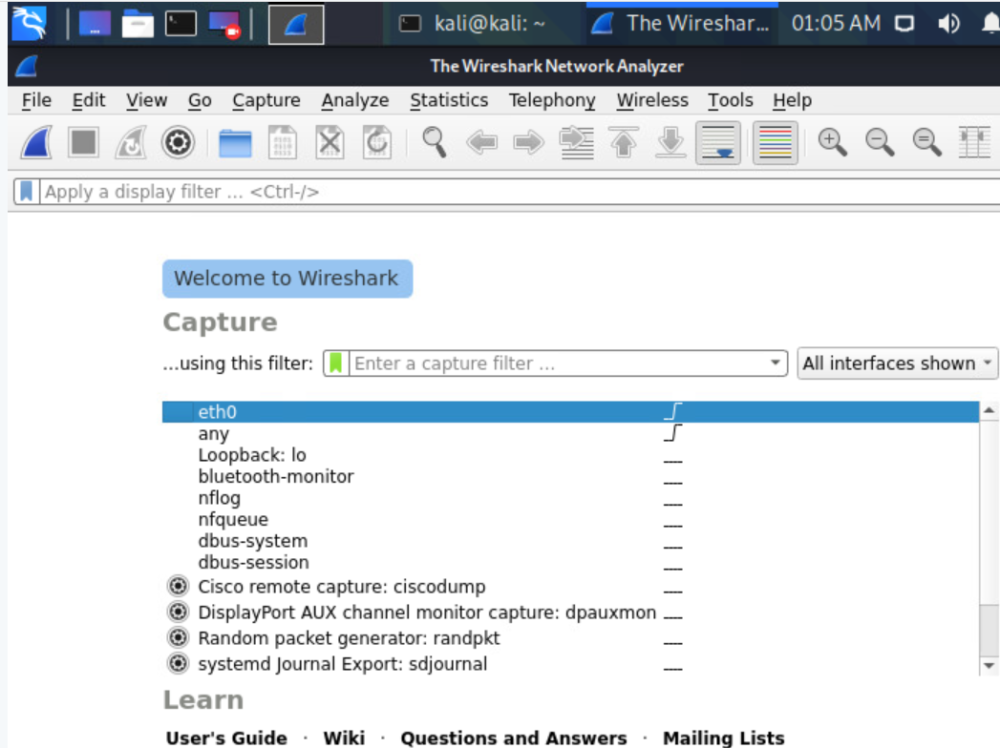 kali@kali: ~ The Wireshar... 01:05 AM
The Wireshark Network Analyzer
File Edit View Go Capture Analyze Statistics Telephony Wireless Tools Help
Apply a display filter ... <Ctrl-/>
Welcome to Wireshark
Capture
...using this filter: Enter a capture filter ... All interfaces shown
eth0
any
Loopback: lo
bluetooth-monitor
nflog
nfqueue
dbus-system
dbus-session
Cisco remote capture: ciscodump
DisplayPort AUX channel monitor capture: dpauxmon
Random packet generator: randpkt
systemd Journal Export: sdjournal
Learn
User's Guide · Wiki · Questions and Answers · Mailing Lists